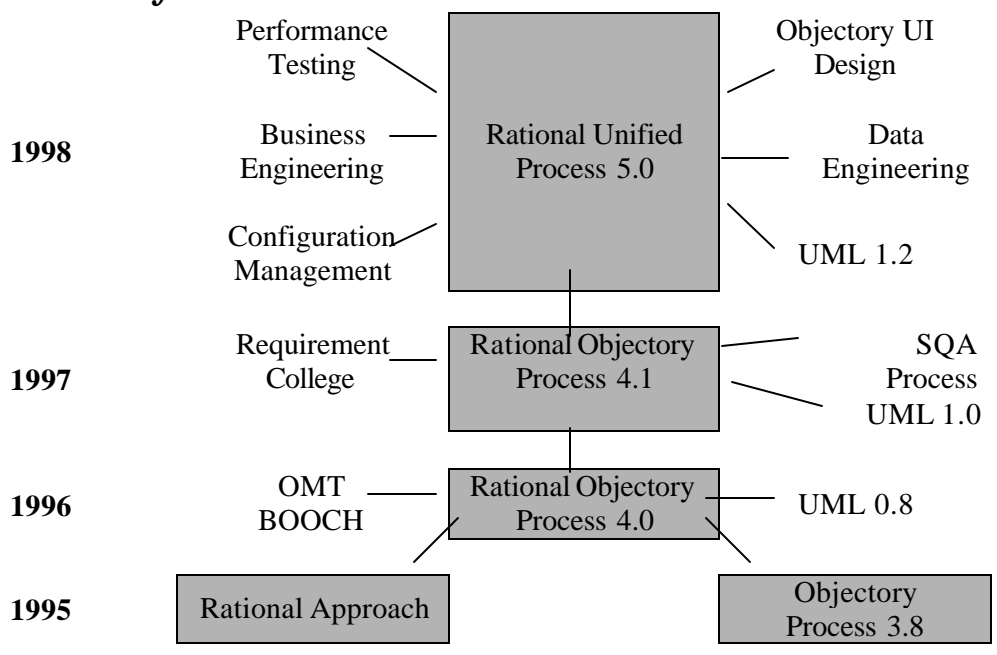 Performance
Testing
Objectory UI
Design
1998
Business
Engineering
Rational Unified
Process 5.0
Data
Engineering
Configuration
Management
UML 1.2
1997
Requirement
College
Rational Objectory
Process 4.1
SQA
Process
UML 1.0
1996
OMT
BOOCH
Rational Objectory
Process 4.0
UML 0.8
1995
Rational Approach
Objectory
Process 3.8